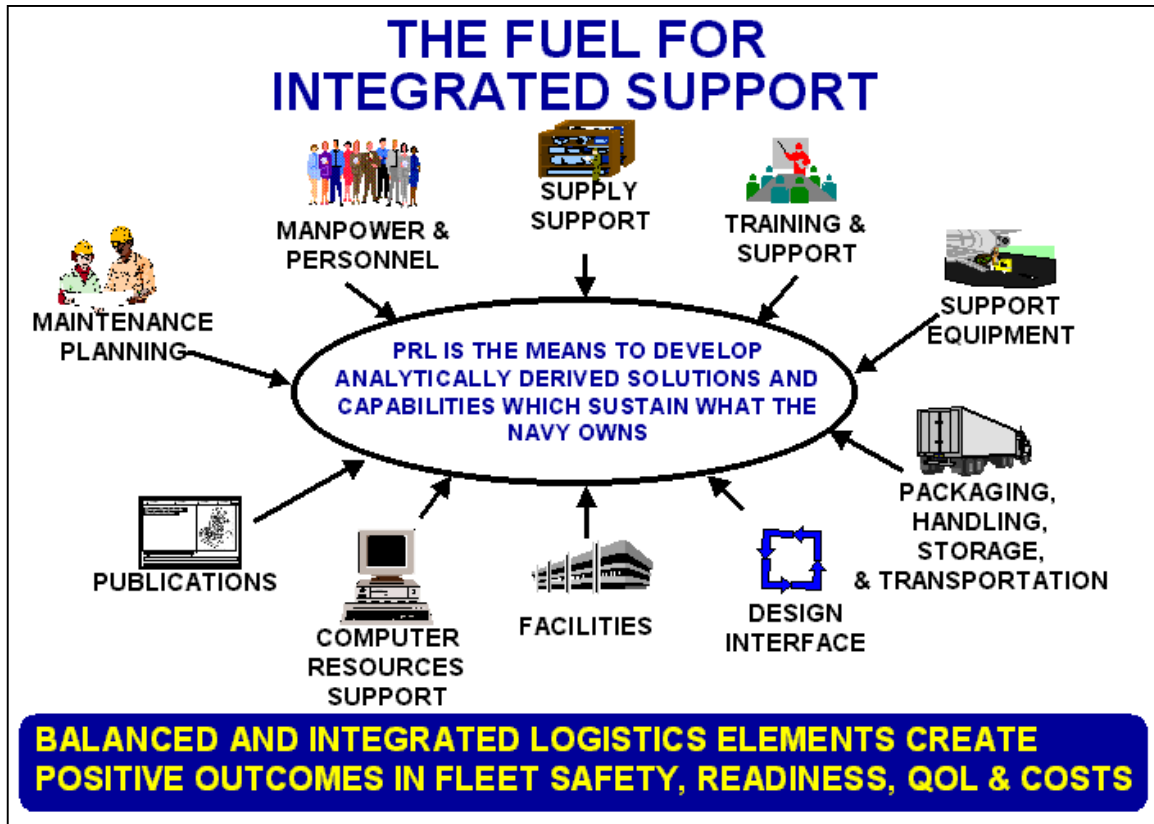 THE FUEL FOR
INTEGRATED SUPPORT
MANPOWER &
PERSONNEL
SUPPLY
SUPPORT
TRAINING &
SUPPORT
MAINTENANCE
PLANNING
SUPPORT
EQUIPMENT
PRL IS THE MEANS TO DEVELOP
ANALYTICALLY DERIVED SOLUTIONS AND
CAPABILITIES WHICH SUSTAIN WHAT THE
NAVY OWNS
PUBLICATIONS
COMPUTER
RESOURCES
SUPPORT
FACILITIES
DESIGN
INTERFACE
PACKAGING,
HANDLING,
STORAGE,
& TRANSPORTATION
BALANCED AND INTEGRATED LOGISTICS ELEMENTS CREATE
POSITIVE OUTCOMES IN FLEET SAFETY, READINESS, QOL & COSTS